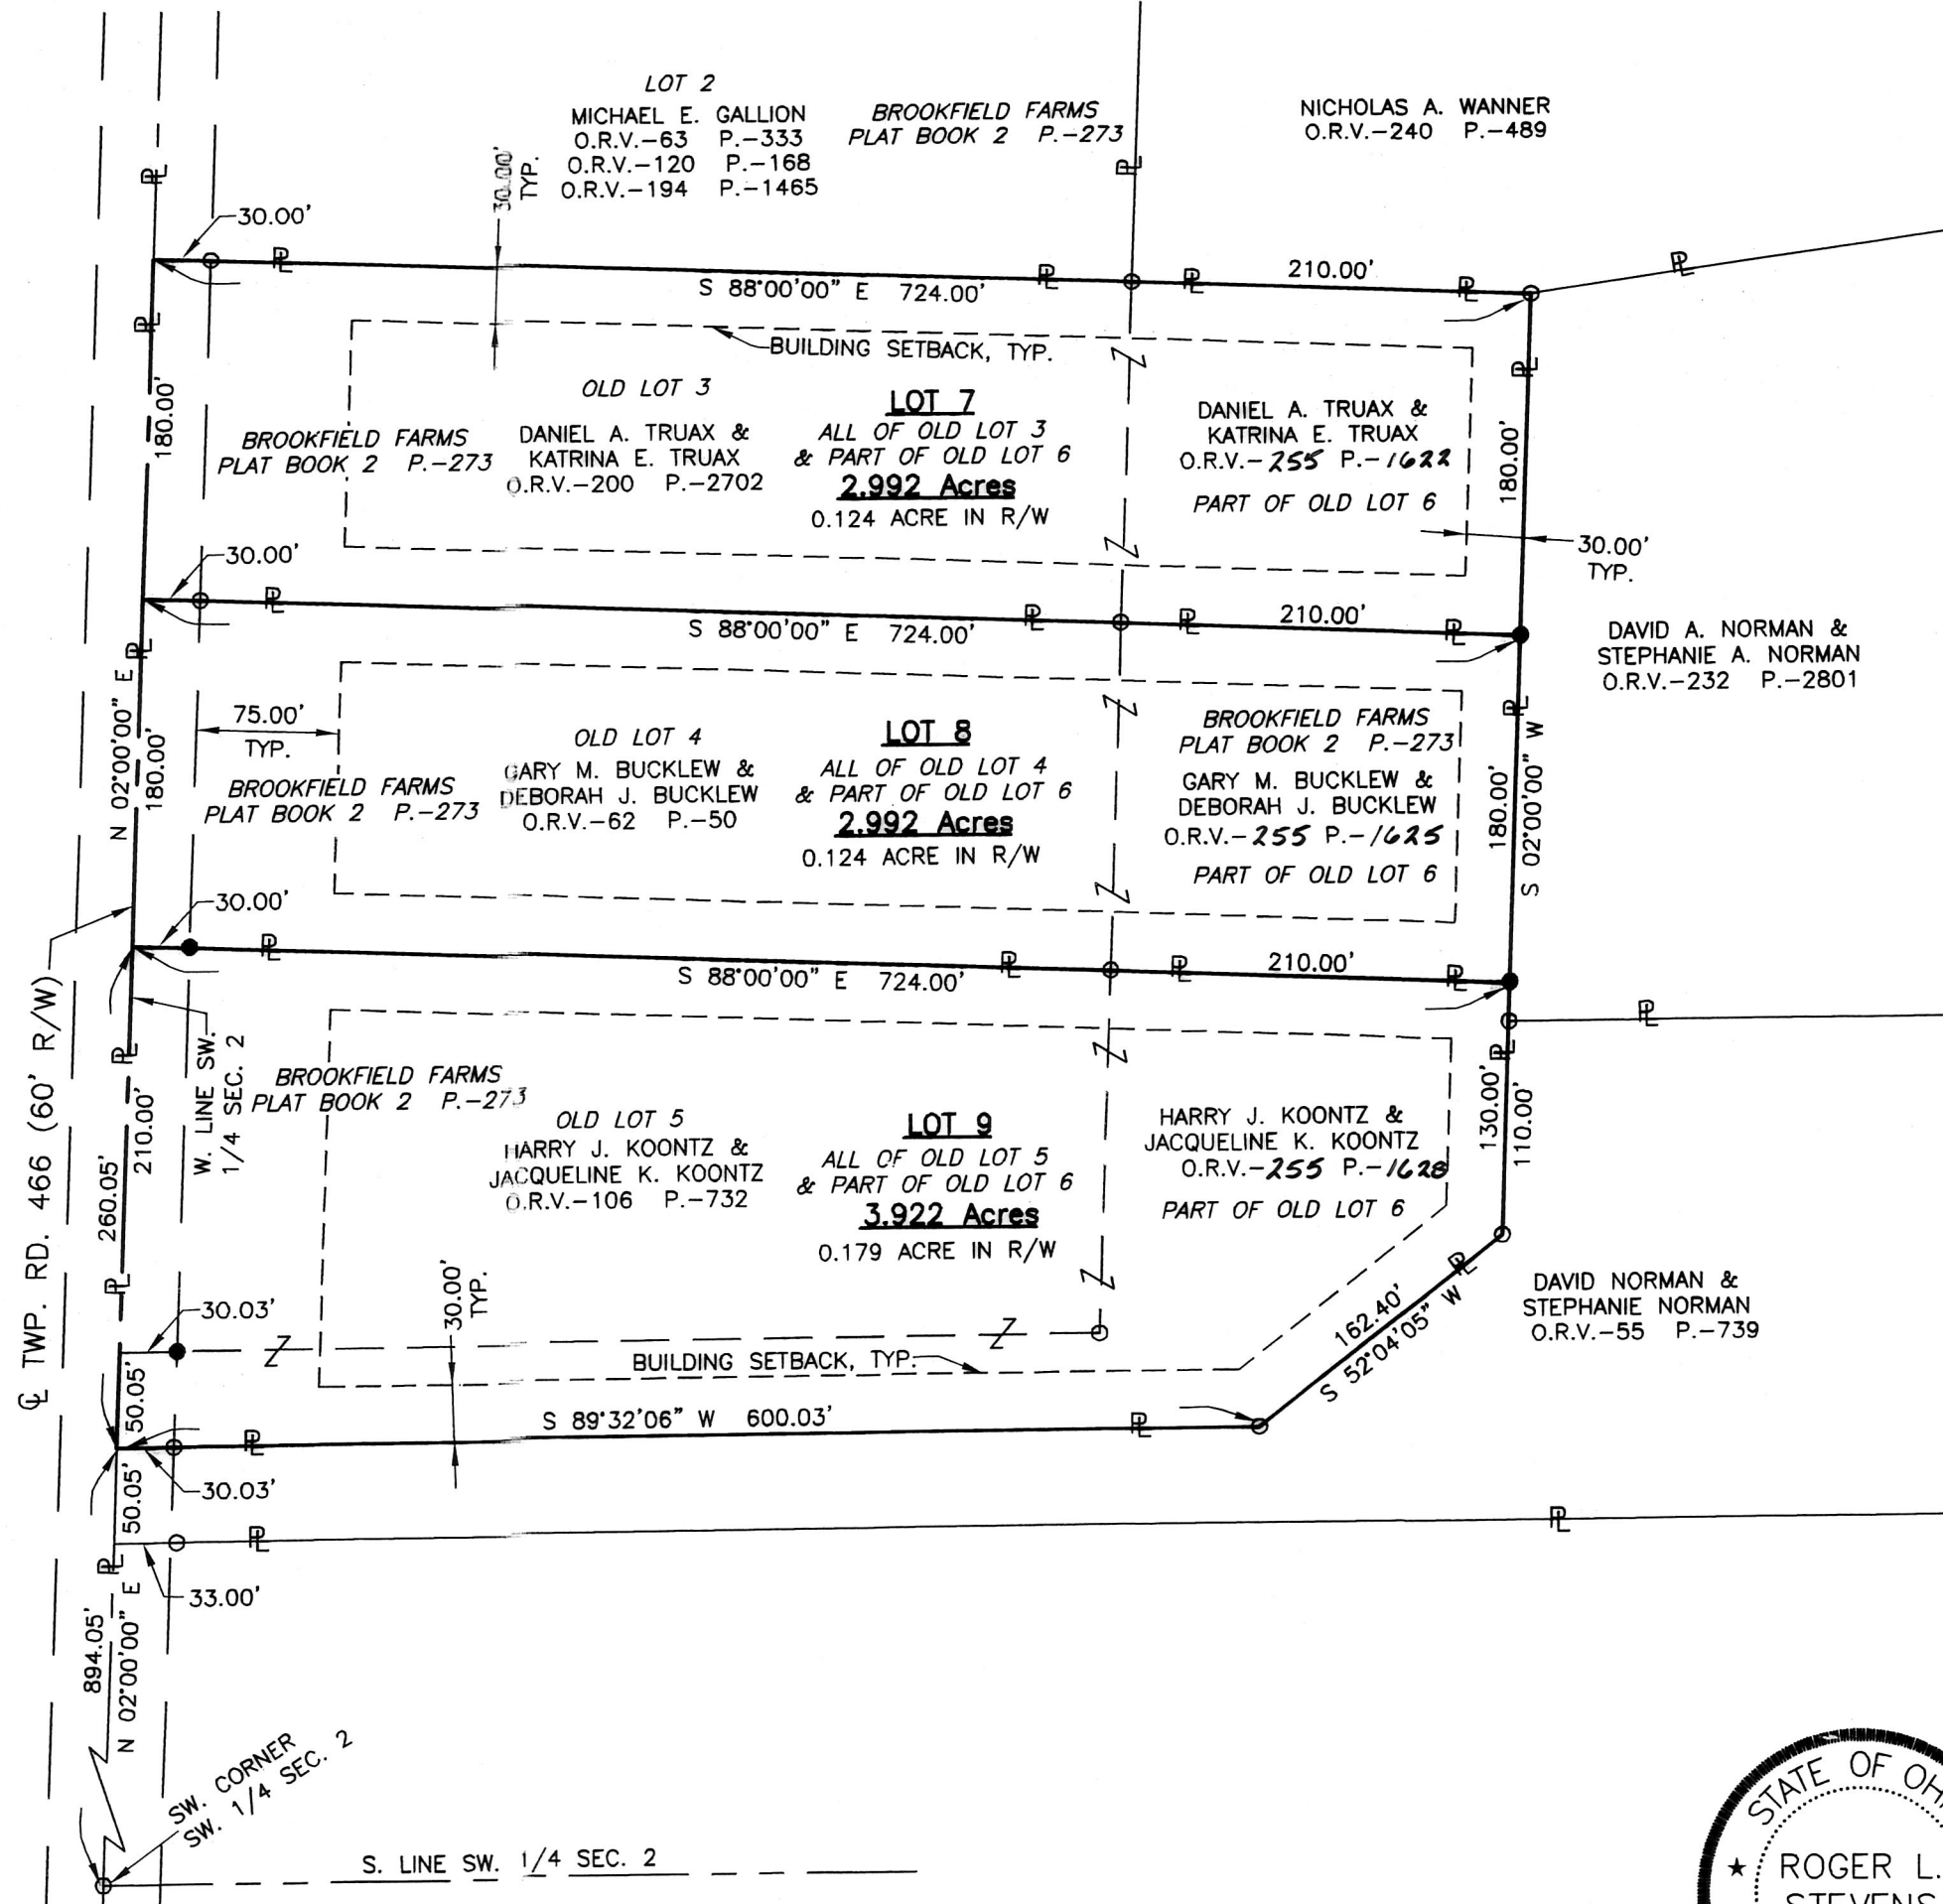 LOT 2
MICHAEL E. GALLION
O.R.V.-63 P.-333
O.R.V.-120 P.-168
O.R.V.-194 P.-1465
BROOKFIELD FARMS
PLAT BOOK 2 P.-273
NICHOLAS A. WANNER
O.R.V.-240 P.-489
30.00'
TYP.
30.00'
S 88°00'00" E 724.00'
210.00'
BUILDING SETBACK, TYP.
180.00'
BROOKFIELD FARMS
PLAT BOOK 2 P.-273
OLD LOT 3
DANIEL A. TRUAX &
KATRINA E. TRUAX
O.R.V.-200 P.-2702
LOT 7
ALL OF OLD LOT 3
& PART OF OLD LOT 6
2.992 Acres
0.124 ACRE IN R/W
DANIEL A. TRUAX &
KATRINA E. TRUAX
O.R.V.-255 P.-1622
PART OF OLD LOT 6
180.00'
30.00'
TYP.
30.00'
S 88°00'00" E 724.00'
210.00'
DAVID A. NORMAN &
STEPHANIE A. NORMAN
O.R.V.-232 P.-2801
N 02°00'00" E
180.00'
75.00'
TYP.
BROOKFIELD FARMS
PLAT BOOK 2 P.-273
OLD LOT 4
GARY M. BUCKLEW &
DEBORAH J. BUCKLEW
O.R.V.-62 P.-50
LOT 8
ALL OF OLD LOT 4
& PART OF OLD LOT 6
2.992 Acres
0.124 ACRE IN R/W
BROOKFIELD FARMS
PLAT BOOK 2 P.-273
GARY M. BUCKLEW &
DEBORAH J. BUCKLEW
O.R.V.-255 P.-1625
PART OF OLD LOT 6
180.00'
S 02°00'00" W
30.00'
S 88°00'00" E 724.00'
210.00'
℄ TWP. RD. 466 (60' R/W)
W. LINE SW.
1/4 SEC. 2
260.05'
210.00'
BROOKFIELD FARMS
PLAT BOOK 2 P.-273
OLD LOT 5
HARRY J. KOONTZ &
JACQUELINE K. KOONTZ
O.R.V.-106 P.-732
LOT 9
ALL OF OLD LOT 5
& PART OF OLD LOT 6
3.922 Acres
0.179 ACRE IN R/W
HARRY J. KOONTZ &
JACQUELINE K. KOONTZ
O.R.V.-255 P.-1628
PART OF OLD LOT 6
130.00'
110.00'
30.03'
30.00'
TYP.
BUILDING SETBACK, TYP.
162.40'
S 52°04'05" W
DAVID NORMAN &
STEPHANIE NORMAN
O.R.V.-55 P.-739
50.05'
S 89°32'06" W 600.03'
30.03'
50.05'
33.00'
894.05'
N 02°00'00" E
SW. CORNER
SW. 1/4 SEC. 2
S. LINE SW. 1/4 SEC. 2
STATE OF OH
★ ROGER L.
STEVENS